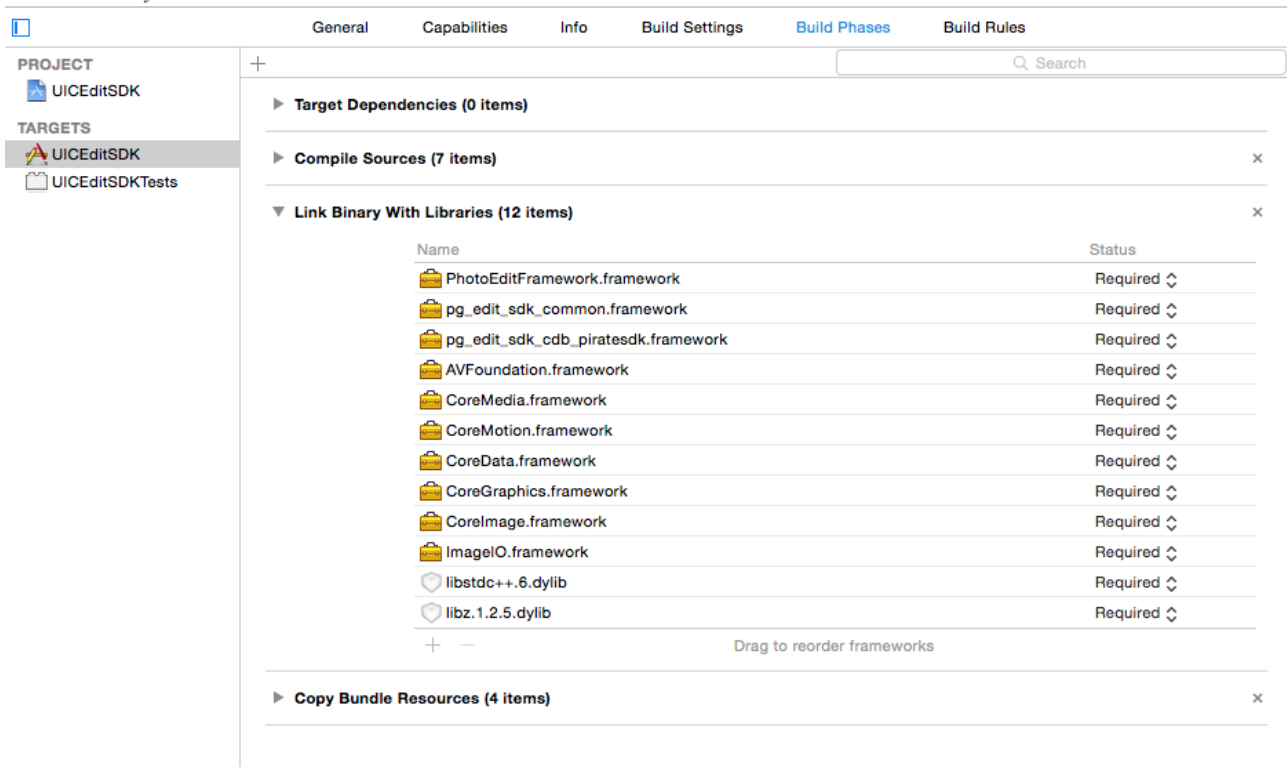 General Capabilities Info Build Settings Build Phases Build Rules
PROJECT
UICEditSDK
TARGETS
UICEditSDK
UICEditSDKTests
+ Search
Target Dependencies (0 items)
Compile Sources (7 items) ×
Link Binary With Libraries (12 items) ×
Name Status
PhotoEditFramework.framework Required
pg_edit_sdk_common.framework Required
pg_edit_sdk_cdb_piratesdk.framework Required
AVFoundation.framework Required
CoreMedia.framework Required
CoreMotion.framework Required
CoreData.framework Required
CoreGraphics.framework Required
CoreImage.framework Required
ImageIO.framework Required
libstdc++.6.dylib Required
libz.1.2.5.dylib Required
+ — Drag to reorder frameworks
Copy Bundle Resources (4 items) ×